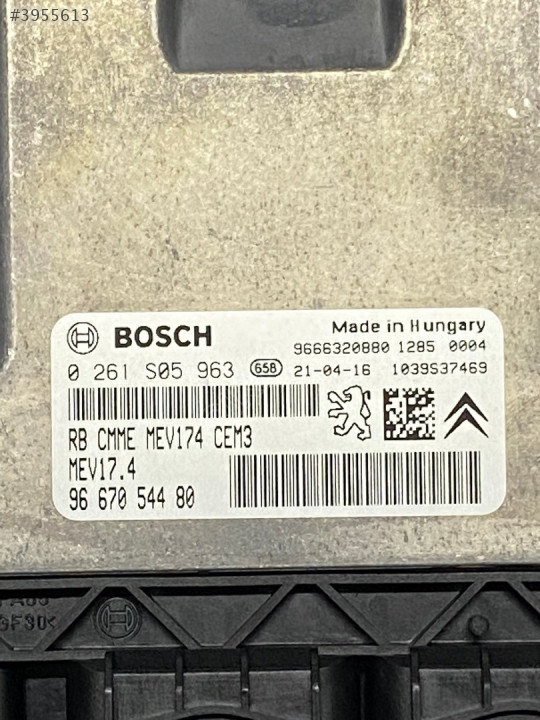 #3955613
BOSCH
Made in Hungary
9666320880 1285 0004
0 261 S05 963 658 21-04-16 1039S37469
RB CMME MEV174 CEM3
MEV17.4
96 670 544 80
GF30<